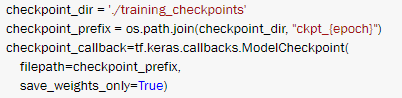 checkpoint_dir = './training_checkpoints'
checkpoint_prefix = os.path.join(checkpoint_dir, "ckpt_{epoch}")
checkpoint_callback=tf.keras.callbacks.ModelCheckpoint(
    filepath=checkpoint_prefix,
    save_weights_only=True)